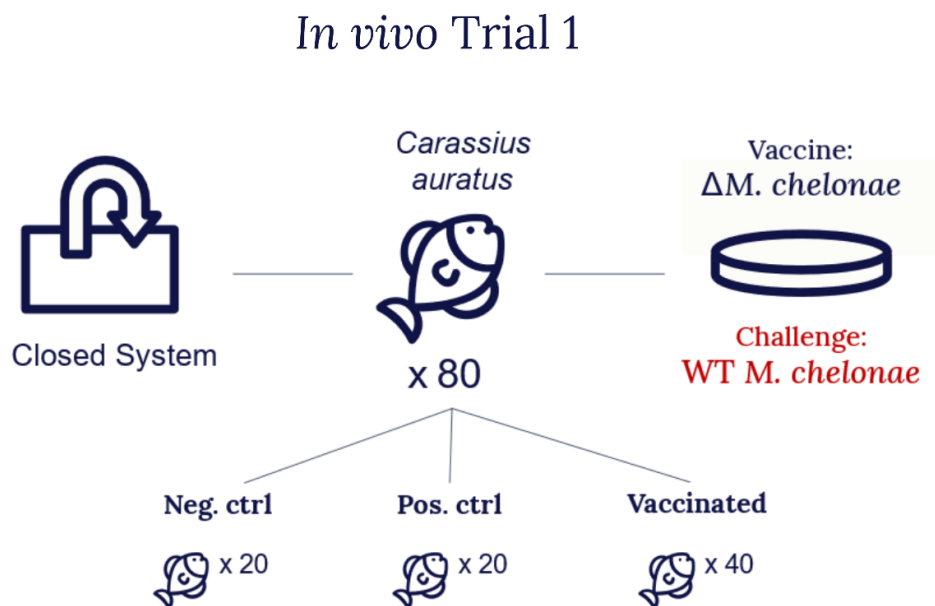 In vivo Trial 1
Carassius
auratus
Vaccine:
ΔM. chelonae
Closed System
x 80
Challenge:
WT M. chelonae
Neg. ctrl
Pos. ctrl
Vaccinated
x 20
x 20
x 40